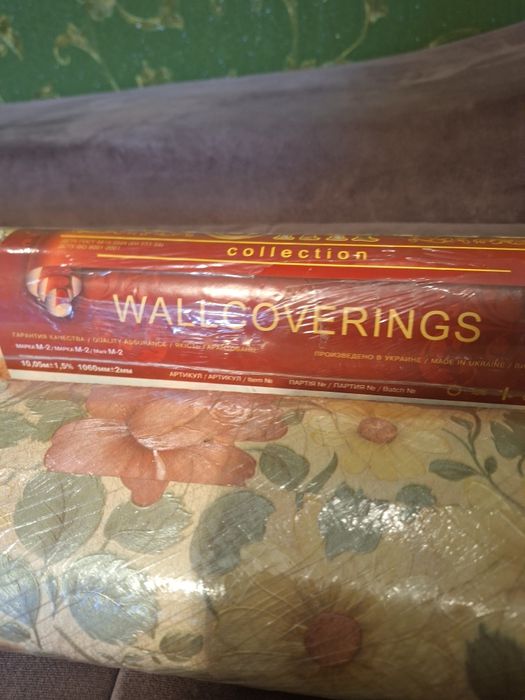 collection
WALLCOVERINGS
ГАРАНТИЯ КАЧЕСТВА / QUALITY ASSURANCE /
МАРКА М-2 / МАРКА М-2 / Mark M-2
ПРОИЗВЕДЕНО В УКРАИНЕ / MADE IN UKRAINE /
10,05м±1,5% 1060мм±2мм
АРТИКУЛ / АРТИКУЛ / Item №
ПАРТІЯ № / ПАРТИЯ № / Batch №